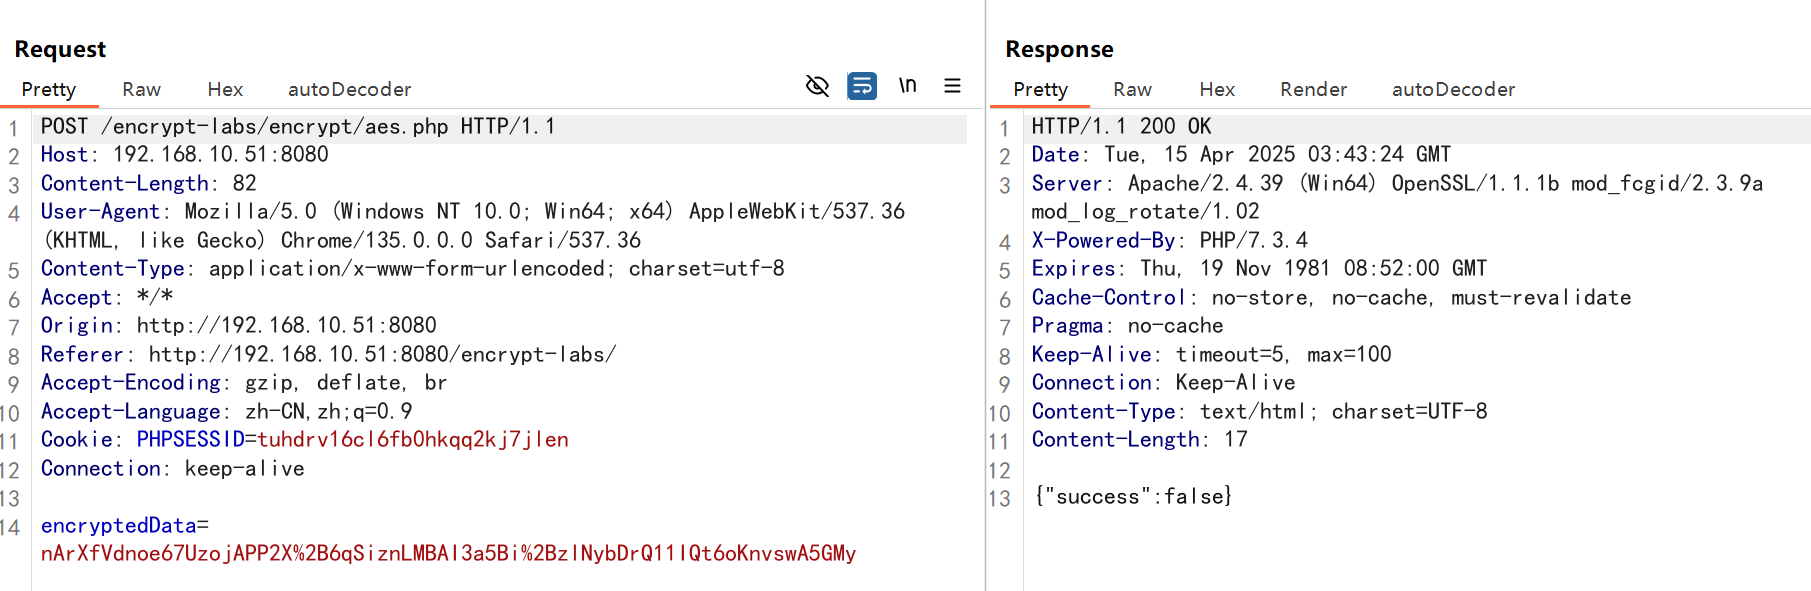 Request
Pretty Raw Hex autoDecoder \n
1 POST /encrypt-labs/encrypt/aes.php HTTP/1.1
2 Host: 192.168.10.51:8080
3 Content-Length: 82
4 User-Agent: Mozilla/5.0 (Windows NT 10.0; Win64; x64) AppleWebKit/537.36
(KHTML, like Gecko) Chrome/135.0.0.0 Safari/537.36
5 Content-Type: application/x-www-form-urlencoded; charset=utf-8
6 Accept: */*
7 Origin: http://192.168.10.51:8080
8 Referer: http://192.168.10.51:8080/encrypt-labs/
9 Accept-Encoding: gzip, deflate, br
10 Accept-Language: zh-CN,zh;q=0.9
11 Cookie: PHPSESSID=tuhdrv16cl6fb0hkqq2kj7jlen
12 Connection: keep-alive
13
14 encryptedData=
nArXfVdnoe67UzojAPP2X%2B6qSiznLMBAI3a5Bi%2BzlNybDrQ11lQt6oKnvswA5GMy
Response
Pretty Raw Hex Render autoDecoder
1 HTTP/1.1 200 OK
2 Date: Tue, 15 Apr 2025 03:43:24 GMT
3 Server: Apache/2.4.39 (Win64) OpenSSL/1.1.1b mod_fcgid/2.3.9a
mod_log_rotate/1.02
4 X-Powered-By: PHP/7.3.4
5 Expires: Thu, 19 Nov 1981 08:52:00 GMT
6 Cache-Control: no-store, no-cache, must-revalidate
7 Pragma: no-cache
8 Keep-Alive: timeout=5, max=100
9 Connection: Keep-Alive
10 Content-Type: text/html; charset=UTF-8
11 Content-Length: 17
12
13 {"success":false}